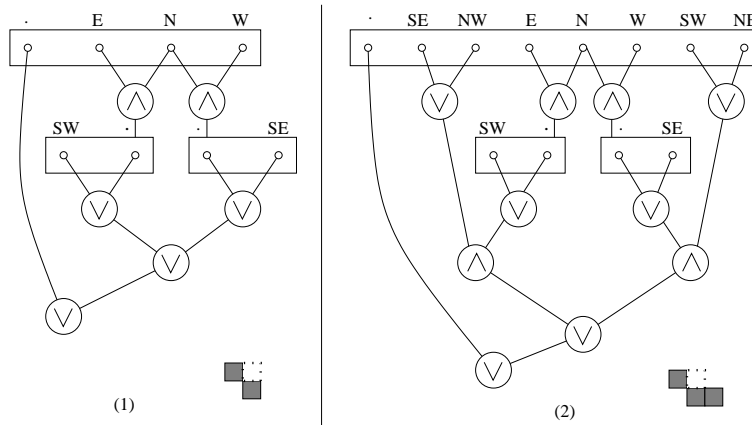 . E N W
∧ ∧
SW . . SE
∨ ∨
∨
∨
(1)
. SE NW E N W SW NE
∨ ∧ ∧ ∨
SW . . SE
∨ ∨
∧ ∧
∨
∨
(2)